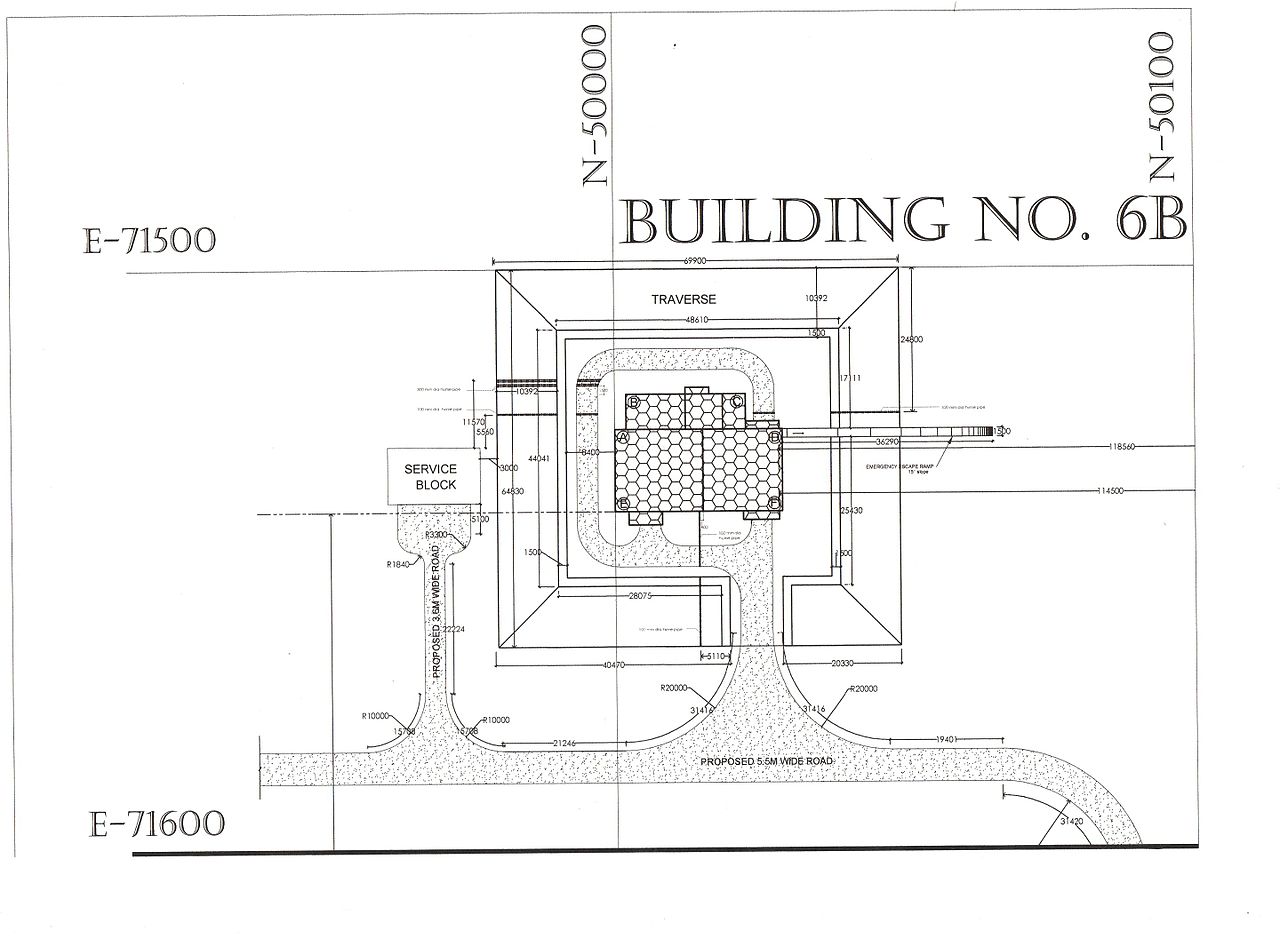 N-50000
N-50100
BUILDING NO. 6B
E-71500
69900
TRAVERSE
10392
48610
1500
24800
17111
10392
B
C
11570
5560
A
D
1500
36290
118560
8400
44041
3000
SERVICE
BLOCK
EMERGENCY ESCAPE RAMP
15° slope
64830
114500
E
F
25430
5100
R3300
R1840
1500
1500
28075
PROPOSED 3.6M WIDE ROAD
22224
5110
40470
20330
R20000
R20000
31416
31416
R10000
R10000
15708
15708
21246
19401
PROPOSED 5.5M WIDE ROAD
31420
E-71600